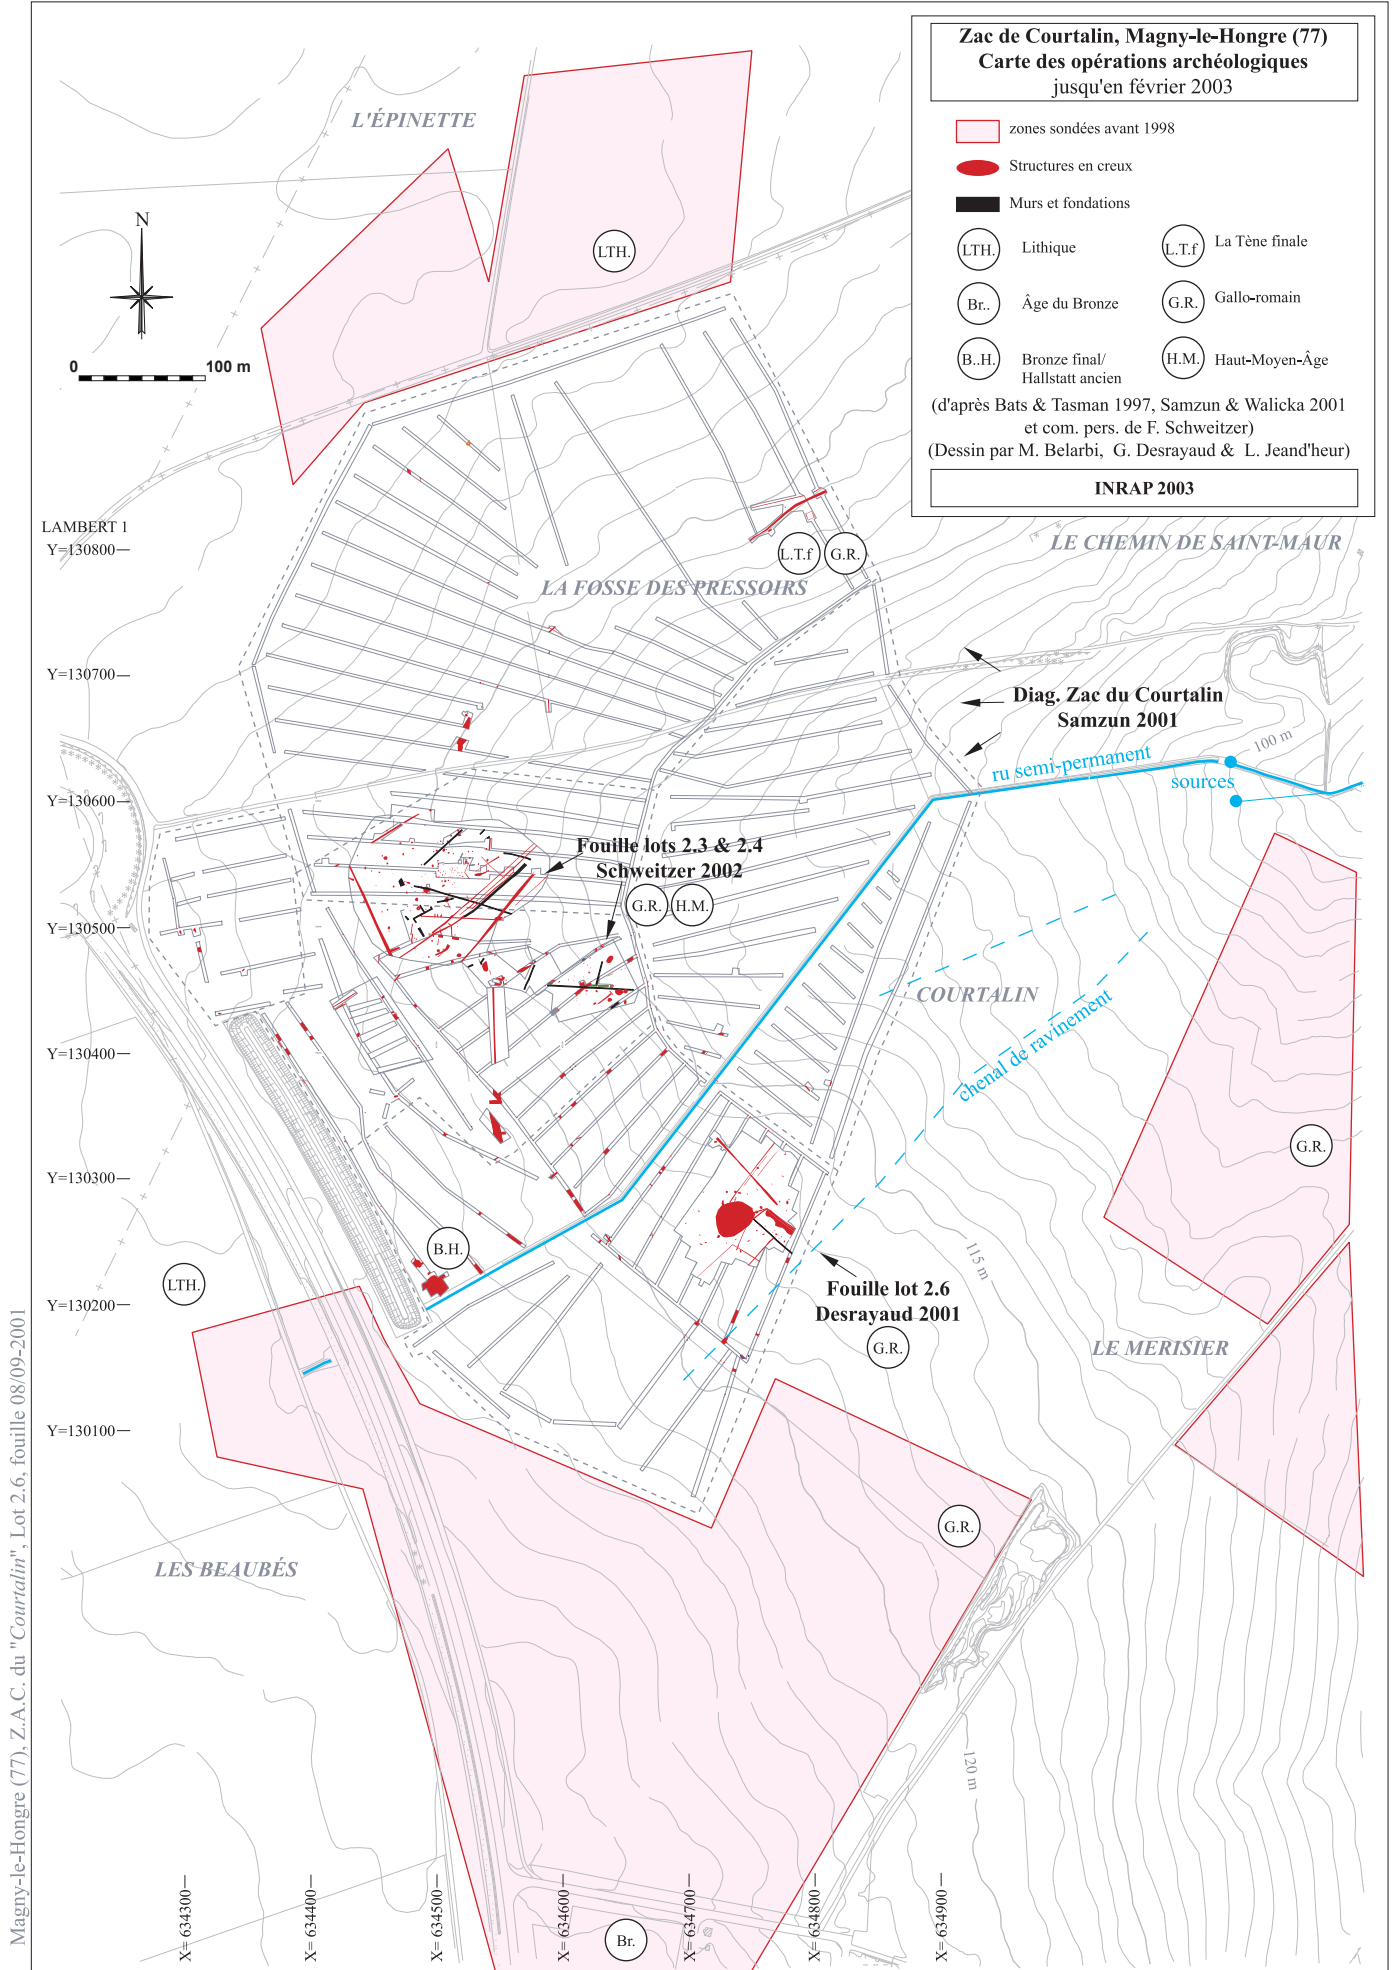 Zac de Courtalin, Magny-le-Hongre (77)
Carte des opérations archéologiques
jusqu'en février 2003
zones sondées avant 1998
Structures en creux
Murs et fondations
LTH. Lithique
L.T.f La Tène finale
Br.. Âge du Bronze
G.R. Gallo-romain
B..H. Bronze final/
Hallstatt ancien
H.M. Haut-Moyen-Âge
(d'après Bats & Tasman 1997, Samzun & Walicka 2001
et com. pers. de F. Schweitzer)
(Dessin par M. Belarbi, G. Desrayaud & L. Jeand'heur)
INRAP 2003
L'ÉPINETTE
LTH.
N
0 100 m
LAMBERT 1
Y=130800
Y=130700
Y=130600
Y=130500
Y=130400
Y=130300
Y=130200
Y=130100
LE CHEMIN DE SAINT-MAUR
L.T.f
G.R.
LA FOSSE DES PRESSOIRS
Diag. Zac du Courtalin
Samzun 2001
100 m
ru semi-permanent
sources
Fouille lots 2.3 & 2.4
Schweitzer 2002
G.R.
H.M.
COURTALIN
chenal de ravinement
G.R.
B.H.
LTH.
115 m
Fouille lot 2.6
Desrayaud 2001
G.R.
LE MERISIER
G.R.
LES BEAUBÉS
120 m
Br.
X= 634300
X= 634400
X= 634500
X= 634600
X= 634700
X= 634800
X= 634900
Magny-le-Hongre (77), Z.A.C. du "Courtalin", Lot 2.6, fouille 08/09-2001